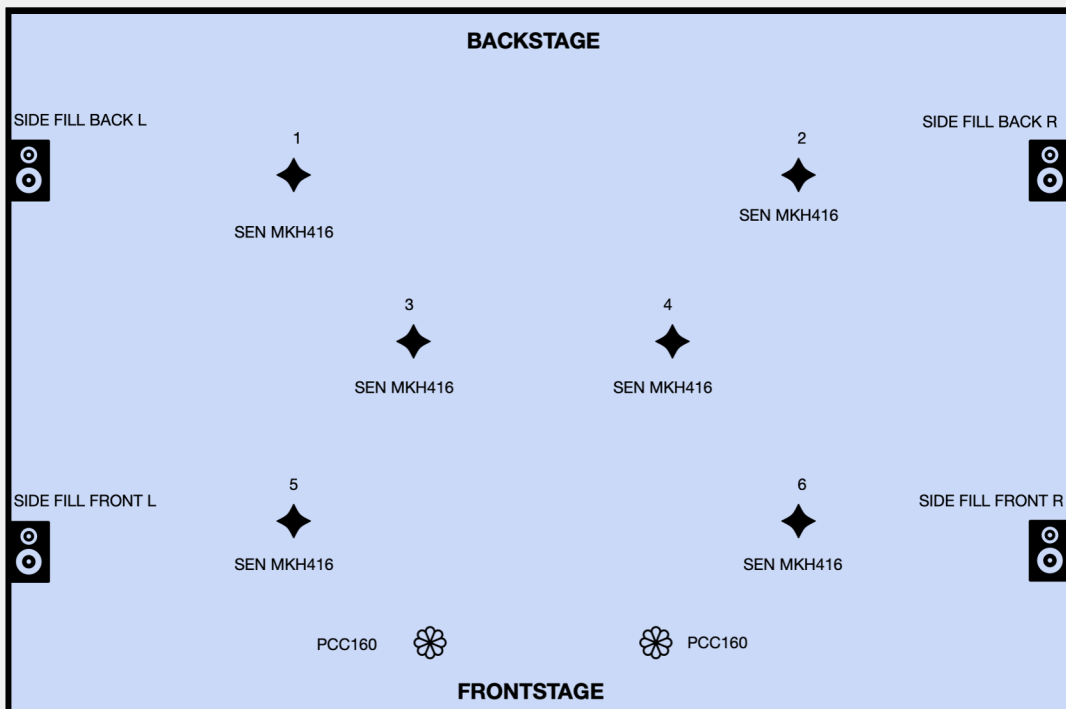 BACKSTAGE
SIDE FILL BACK L
SIDE FILL BACK R
1
2
SEN MKH416
SEN MKH416
3
4
SEN MKH416
SEN MKH416
5
6
SIDE FILL FRONT L
SIDE FILL FRONT R
SEN MKH416
SEN MKH416
PCC160
PCC160
FRONTSTAGE